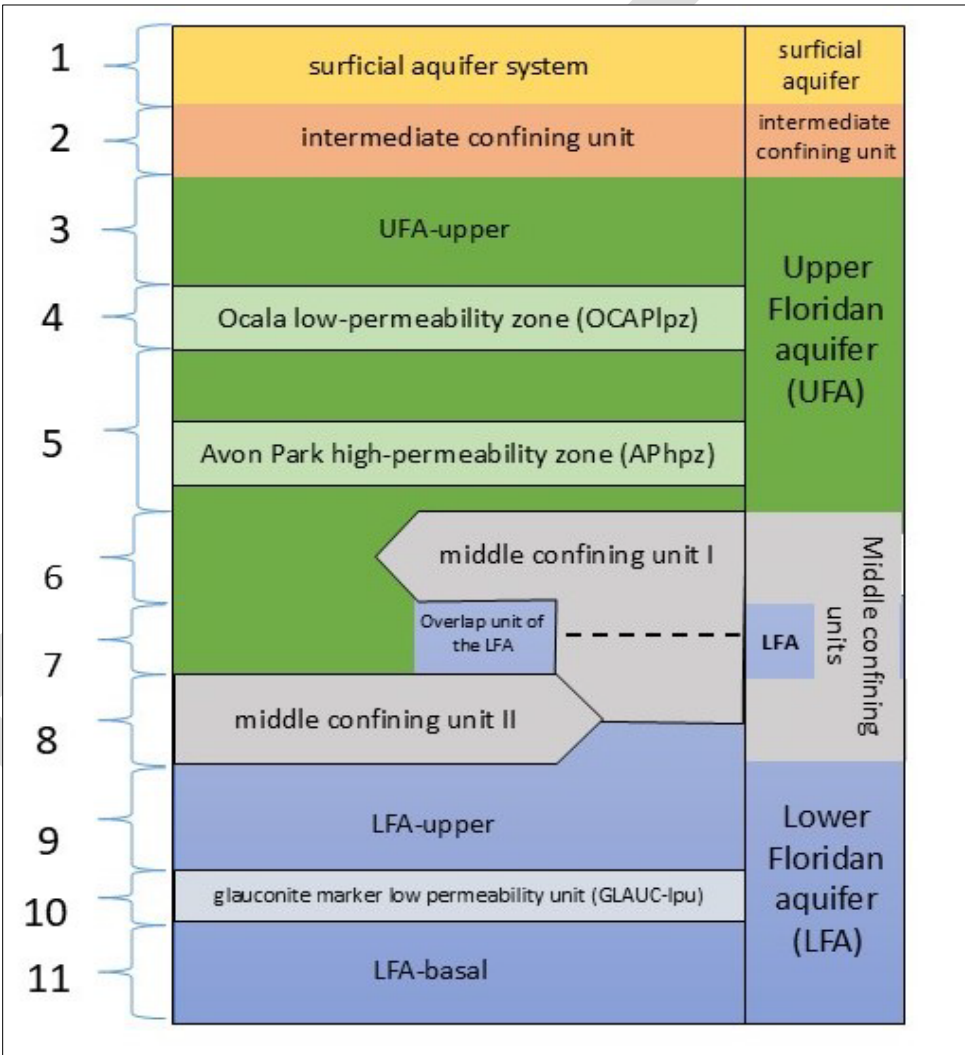 1
surficial aquifer system
surficial
aquifer
2
intermediate confining unit
intermediate
confining unit
3
UFA-upper
Upper
Floridan
aquifer
(UFA)
4
Ocala low-permeability zone (OCAPlpz)
5
Avon Park high-permeability zone (APhpz)
6
middle confining unit I
Middle confining
units
7
Overlap unit of
the LFA
LFA
8
middle confining unit II
9
LFA-upper
Lower
Floridan
aquifer
(LFA)
10
glauconite marker low permeability unit (GLAUC-lpu)
11
LFA-basal